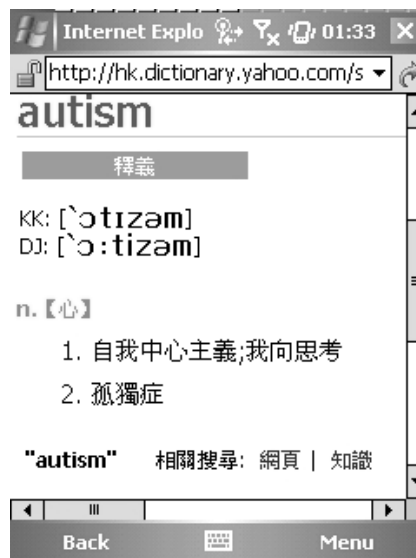 Internet Explo 01:33
http://hk.dictionary.yahoo.com/s
autism
釋義
KK: [`ɔtɪzəm]
DJ: [`ɔ:tizəm]
n.【心】
1. 自我中心主義;我向思考
2. 孤獨症
"autism" 相關搜尋: 網頁 | 知識
Back Menu